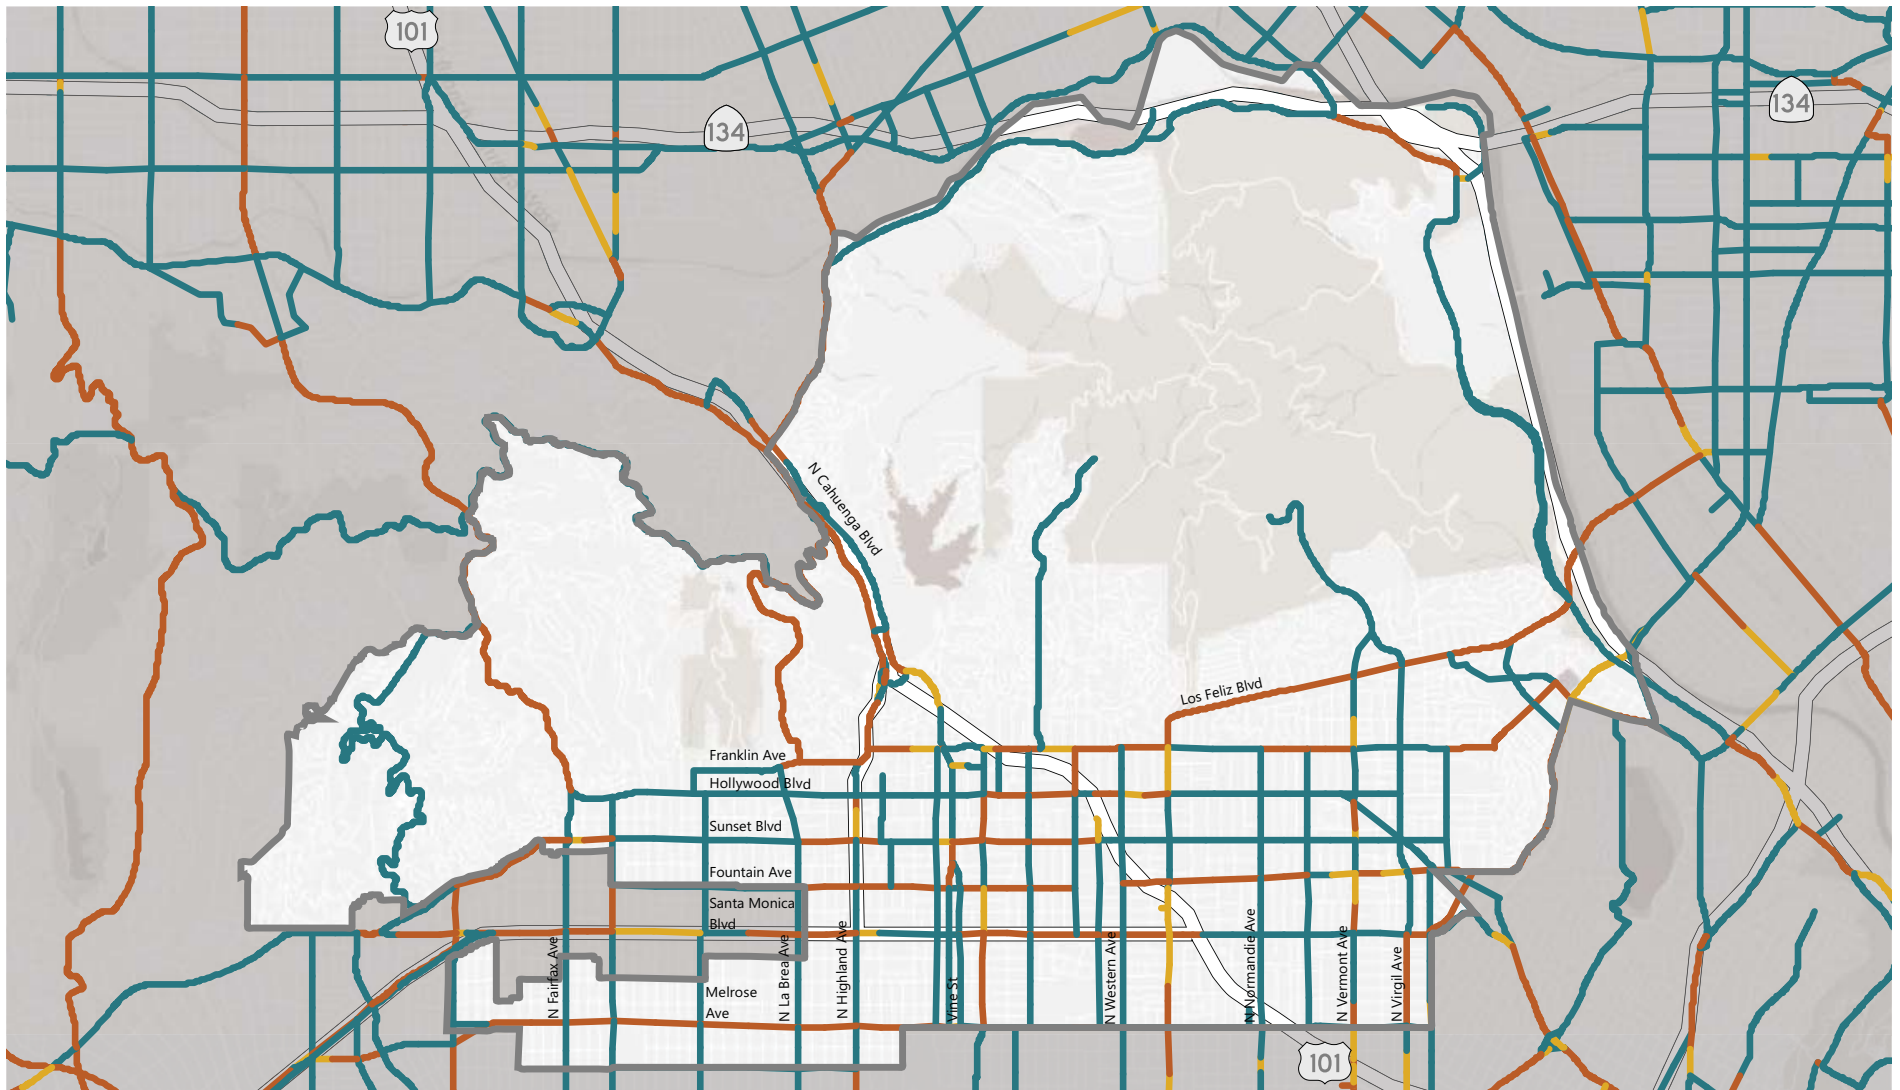 101
134
134
N Cahuenga Blvd
Los Feliz Blvd
Franklin Ave
Hollywood Blvd
Sunset Blvd
Fountain Ave
Santa Monica
Blvd
N Fairfax Ave
Melrose
Ave
N La Brea Ave
N Highland Ave
Vine St
N Western Ave
N Normandie Ave
N Vermont Ave
N Virgil Ave
101